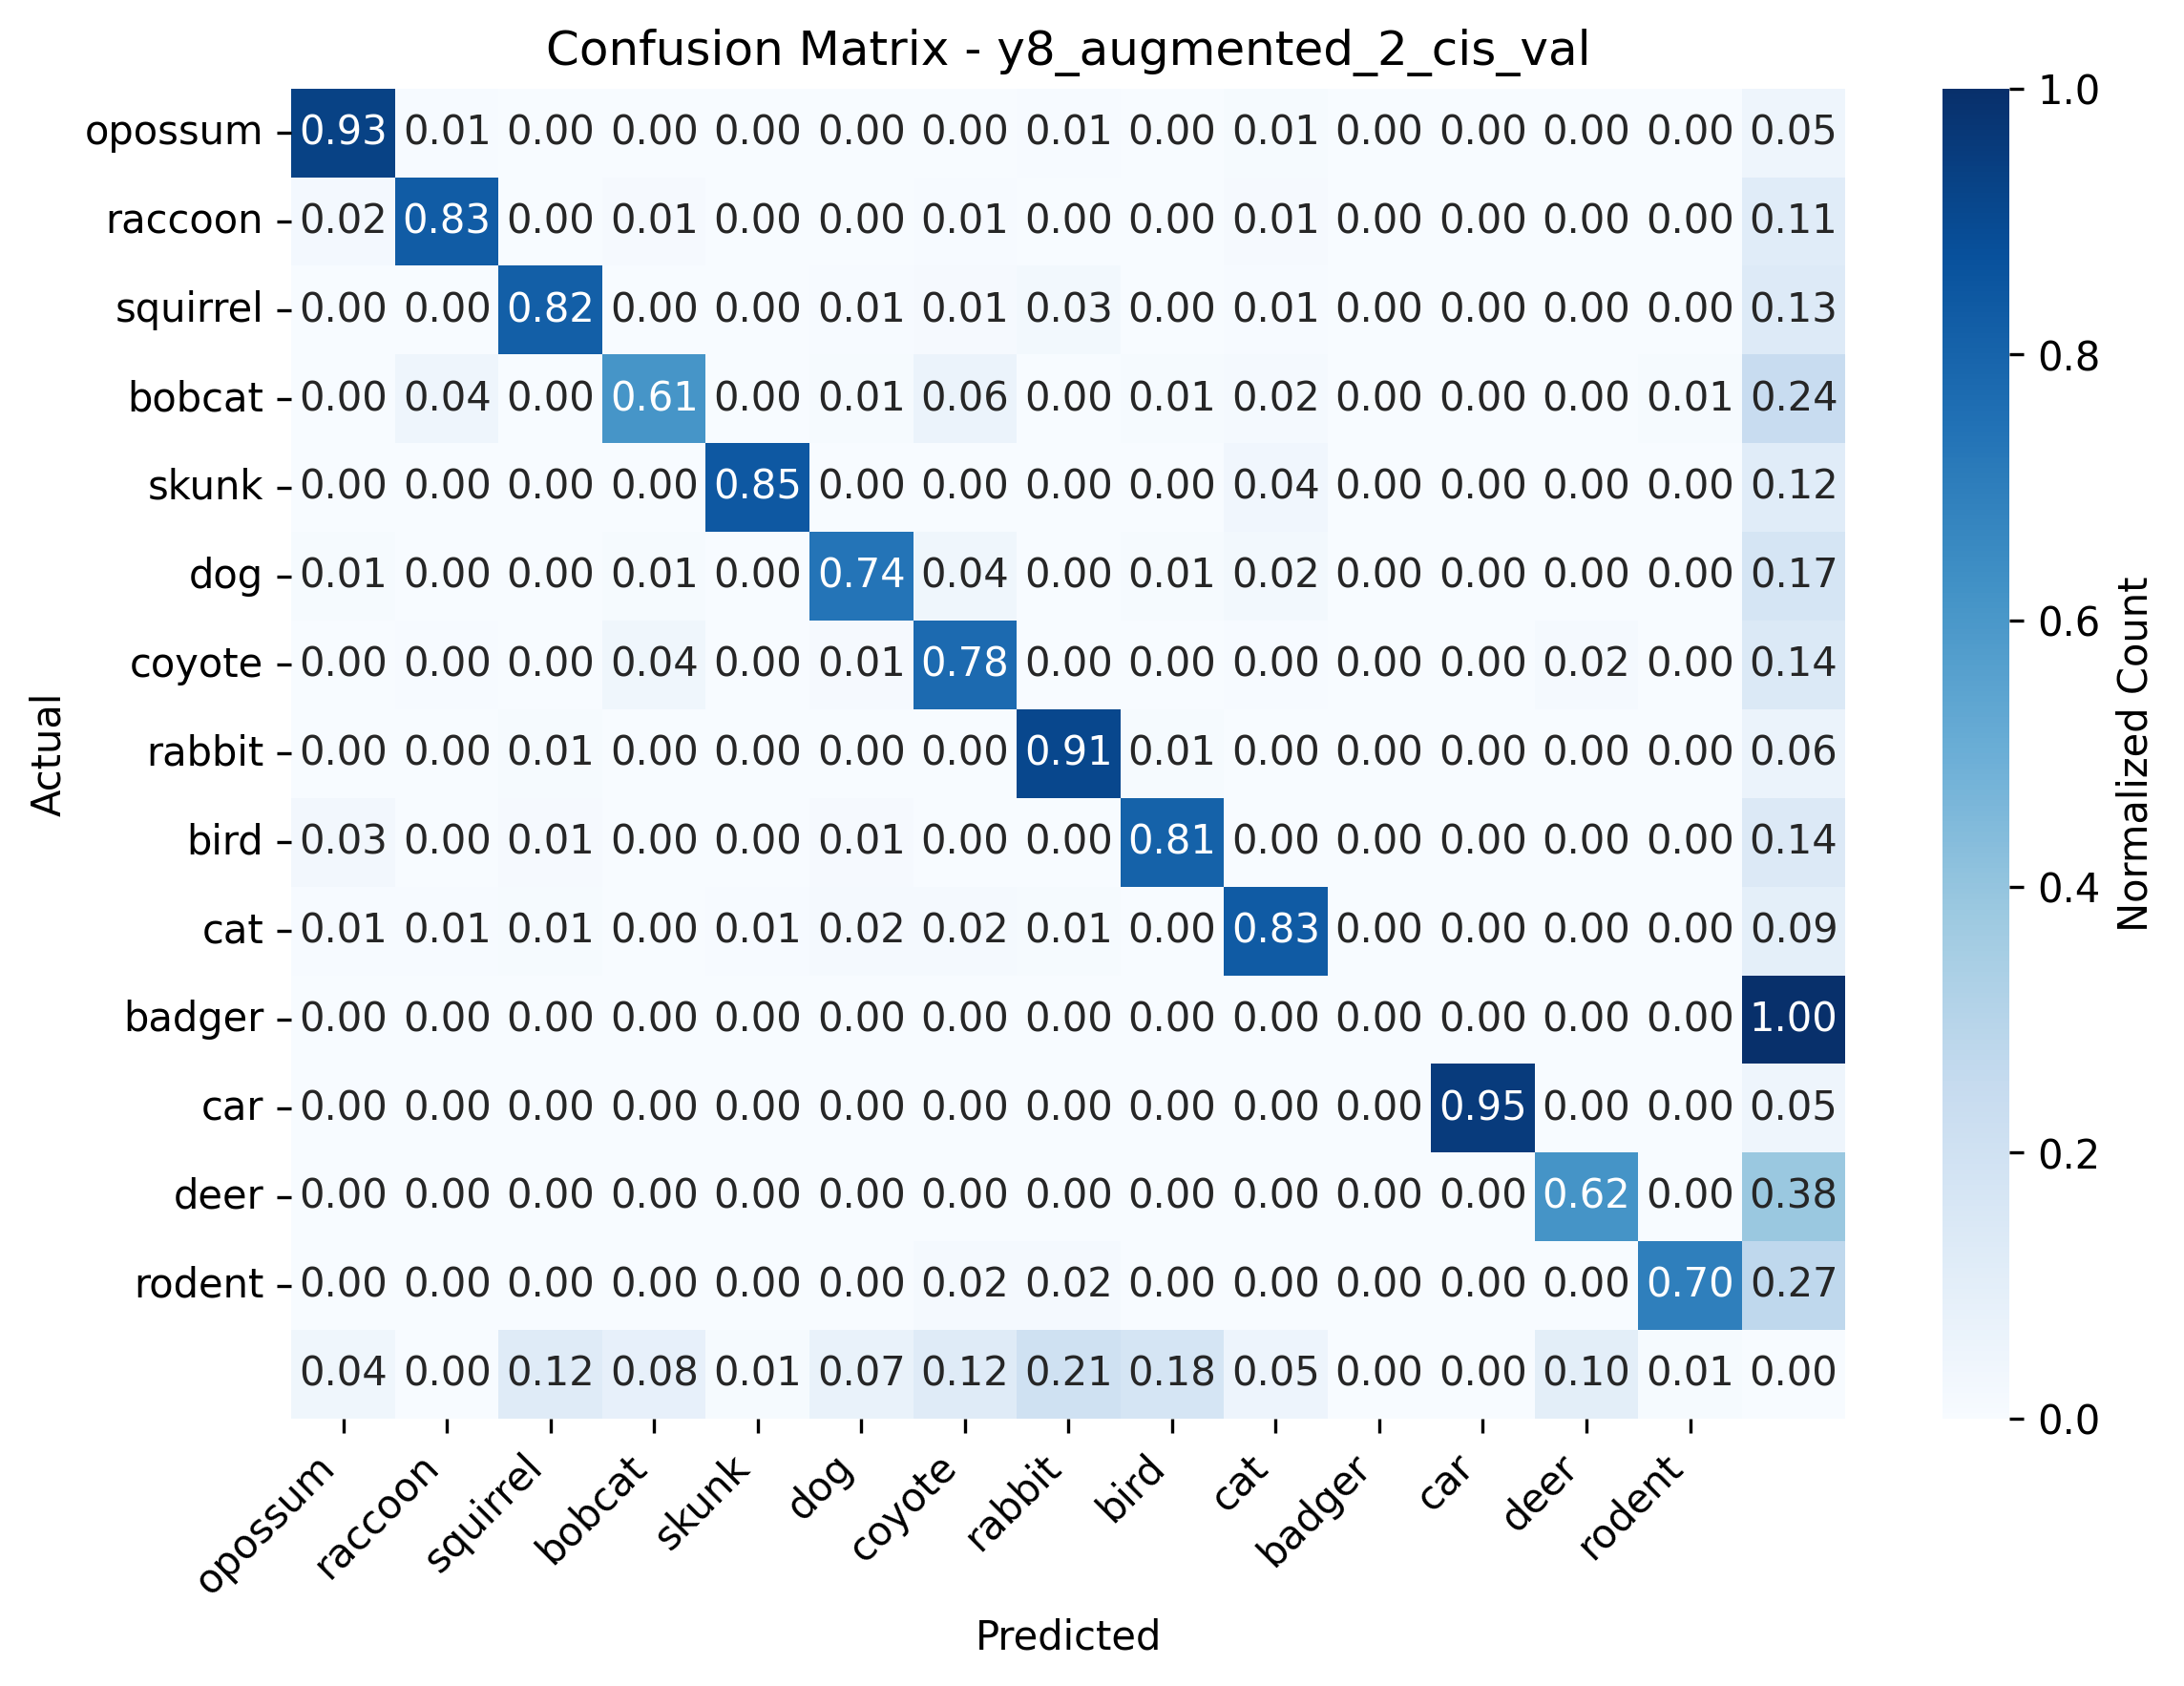 Confusion Matrix - y8_augmented_2_cis_val
opossum 0.93 0.01 0.00 0.00 0.00 0.00 0.00 0.01 0.00 0.01 0.00 0.00 0.00 0.00 0.05
raccoon 0.02 0.83 0.00 0.01 0.00 0.00 0.01 0.00 0.00 0.01 0.00 0.00 0.00 0.00 0.11
squirrel 0.00 0.00 0.82 0.00 0.00 0.01 0.01 0.03 0.00 0.01 0.00 0.00 0.00 0.00 0.13
bobcat 0.00 0.04 0.00 0.61 0.00 0.01 0.06 0.00 0.01 0.02 0.00 0.00 0.00 0.01 0.24
skunk 0.00 0.00 0.00 0.00 0.85 0.00 0.00 0.00 0.00 0.04 0.00 0.00 0.00 0.00 0.12
dog 0.01 0.00 0.00 0.01 0.00 0.74 0.04 0.00 0.01 0.02 0.00 0.00 0.00 0.00 0.17
coyote 0.00 0.00 0.00 0.04 0.00 0.01 0.78 0.00 0.00 0.00 0.00 0.00 0.02 0.00 0.14
rabbit 0.00 0.00 0.01 0.00 0.00 0.00 0.00 0.91 0.01 0.00 0.00 0.00 0.00 0.00 0.06
bird 0.03 0.00 0.01 0.00 0.00 0.01 0.00 0.00 0.81 0.00 0.00 0.00 0.00 0.00 0.14
cat 0.01 0.01 0.01 0.00 0.01 0.02 0.02 0.01 0.00 0.83 0.00 0.00 0.00 0.00 0.09
badger 0.00 0.00 0.00 0.00 0.00 0.00 0.00 0.00 0.00 0.00 0.00 0.00 0.00 0.00 1.00
car 0.00 0.00 0.00 0.00 0.00 0.00 0.00 0.00 0.00 0.00 0.00 0.95 0.00 0.00 0.05
deer 0.00 0.00 0.00 0.00 0.00 0.00 0.00 0.00 0.00 0.00 0.00 0.00 0.62 0.00 0.38
rodent 0.00 0.00 0.00 0.00 0.00 0.00 0.02 0.02 0.00 0.00 0.00 0.00 0.00 0.70 0.27
0.04 0.00 0.12 0.08 0.01 0.07 0.12 0.21 0.18 0.05 0.00 0.00 0.10 0.01 0.00
opossum raccoon squirrel bobcat skunk dog coyote rabbit bird cat badger car deer rodent
Predicted
Actual
1.0
0.8
0.6
0.4
0.2
0.0
Normalized Count